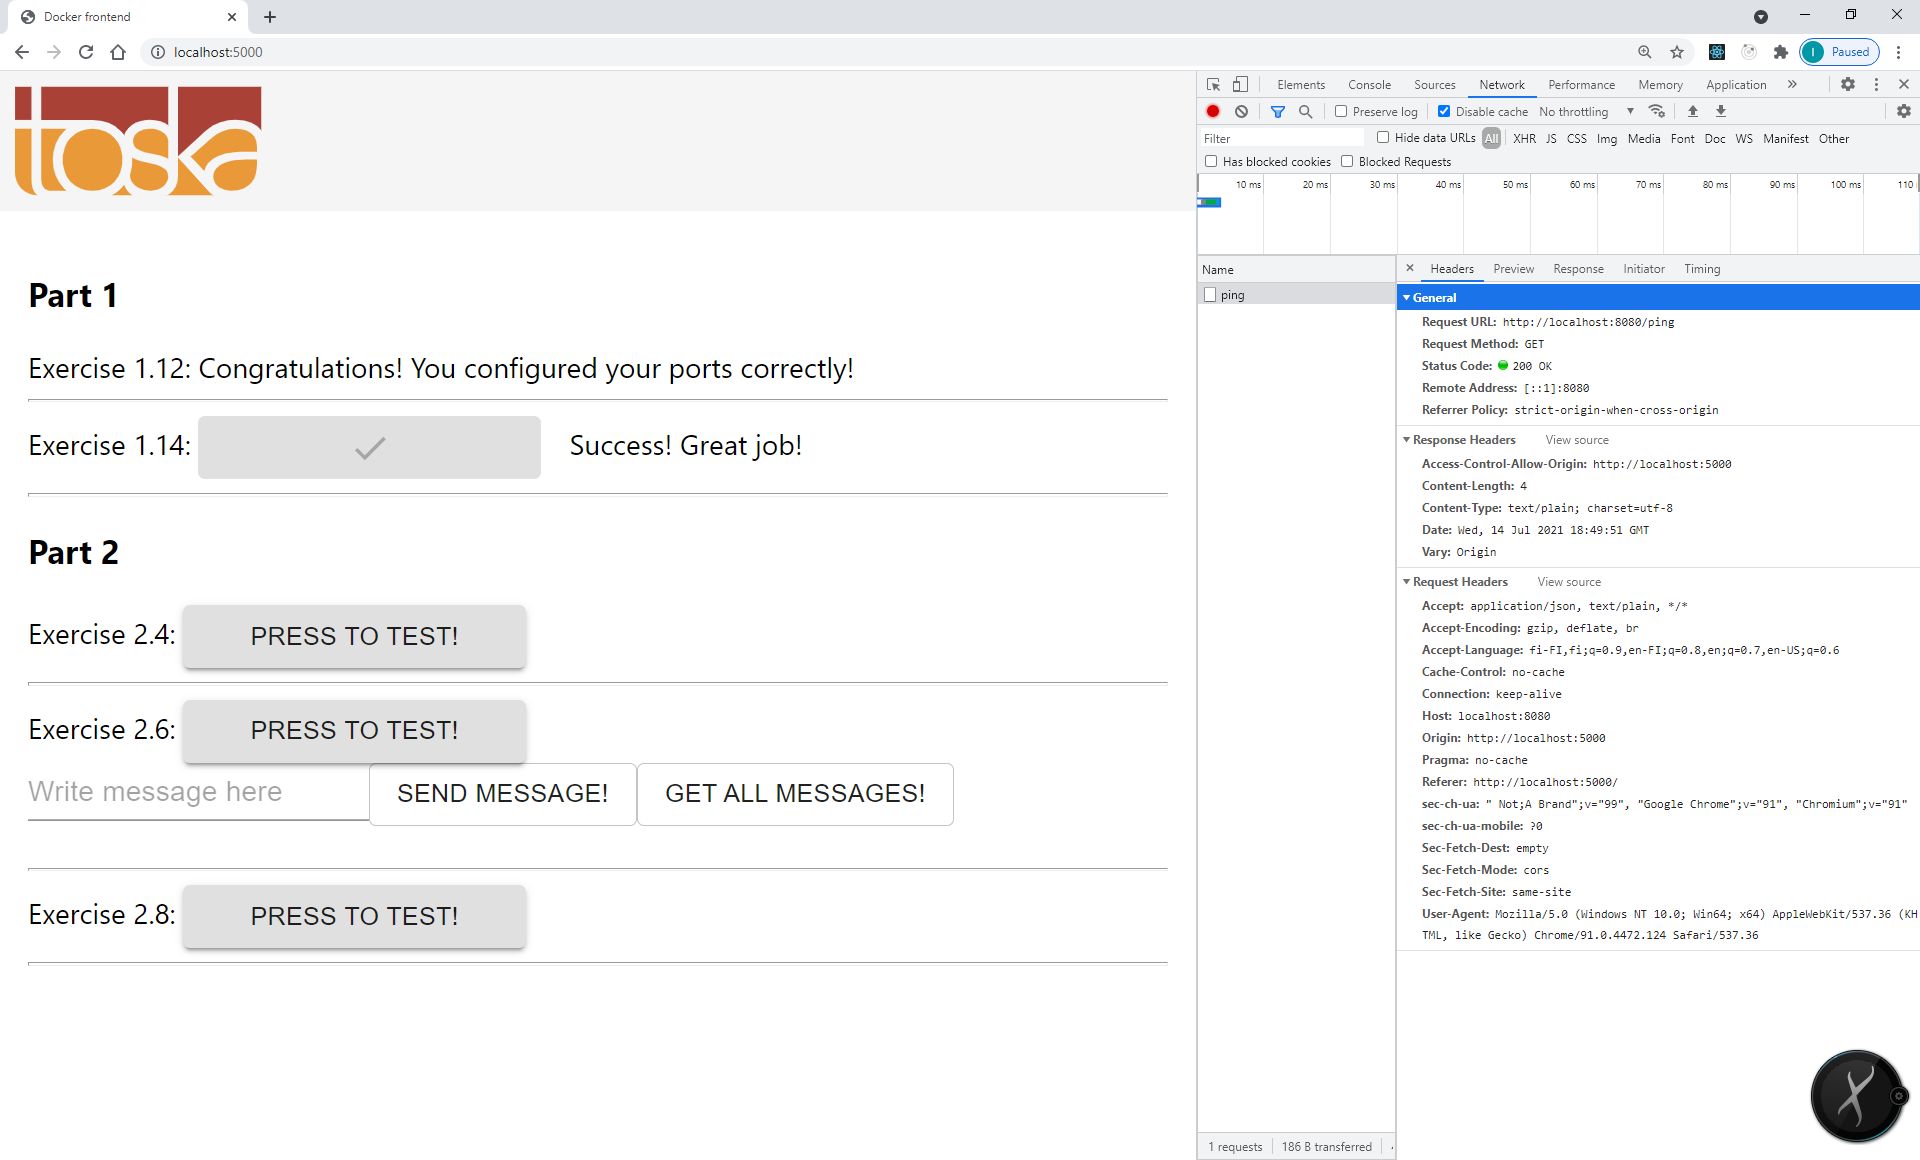 Docker frontend
localhost:5000
Paused
toska
Part 1
Exercise 1.12: Congratulations! You configured your ports correctly!
Exercise 1.14: Success! Great job!
Part 2
Exercise 2.4: PRESS TO TEST!
Exercise 2.6: PRESS TO TEST!
Write message here SEND MESSAGE! GET ALL MESSAGES!
Exercise 2.8: PRESS TO TEST!
Elements Console Sources Network Performance Memory Application
Preserve log Disable cache No throttling
Filter Hide data URLs All XHR JS CSS Img Media Font Doc WS Manifest Other
Has blocked cookies Blocked Requests
10 ms 20 ms 30 ms 40 ms 50 ms 60 ms 70 ms 80 ms 90 ms 100 ms 110
Name
ping
1 requests 186 B transferred
Headers Preview Response Initiator Timing
General
Request URL: http://localhost:8080/ping
Request Method: GET
Status Code: 200 OK
Remote Address: [::1]:8080
Referrer Policy: strict-origin-when-cross-origin
Response Headers View source
Access-Control-Allow-Origin: http://localhost:5000
Content-Length: 4
Content-Type: text/plain; charset=utf-8
Date: Wed, 14 Jul 2021 18:49:51 GMT
Vary: Origin
Request Headers View source
Accept: application/json, text/plain, */*
Accept-Encoding: gzip, deflate, br
Accept-Language: fi-FI,fi;q=0.9,en-FI;q=0.8,en;q=0.7,en-US;q=0.6
Cache-Control: no-cache
Connection: keep-alive
Host: localhost:8080
Origin: http://localhost:5000
Pragma: no-cache
Referer: http://localhost:5000/
sec-ch-ua: " Not;A Brand";v="99", "Google Chrome";v="91", "Chromium";v="91"
sec-ch-ua-mobile: ?0
Sec-Fetch-Dest: empty
Sec-Fetch-Mode: cors
Sec-Fetch-Site: same-site
User-Agent: Mozilla/5.0 (Windows NT 10.0; Win64; x64) AppleWebKit/537.36 (KH
TML, like Gecko) Chrome/91.0.4472.124 Safari/537.36